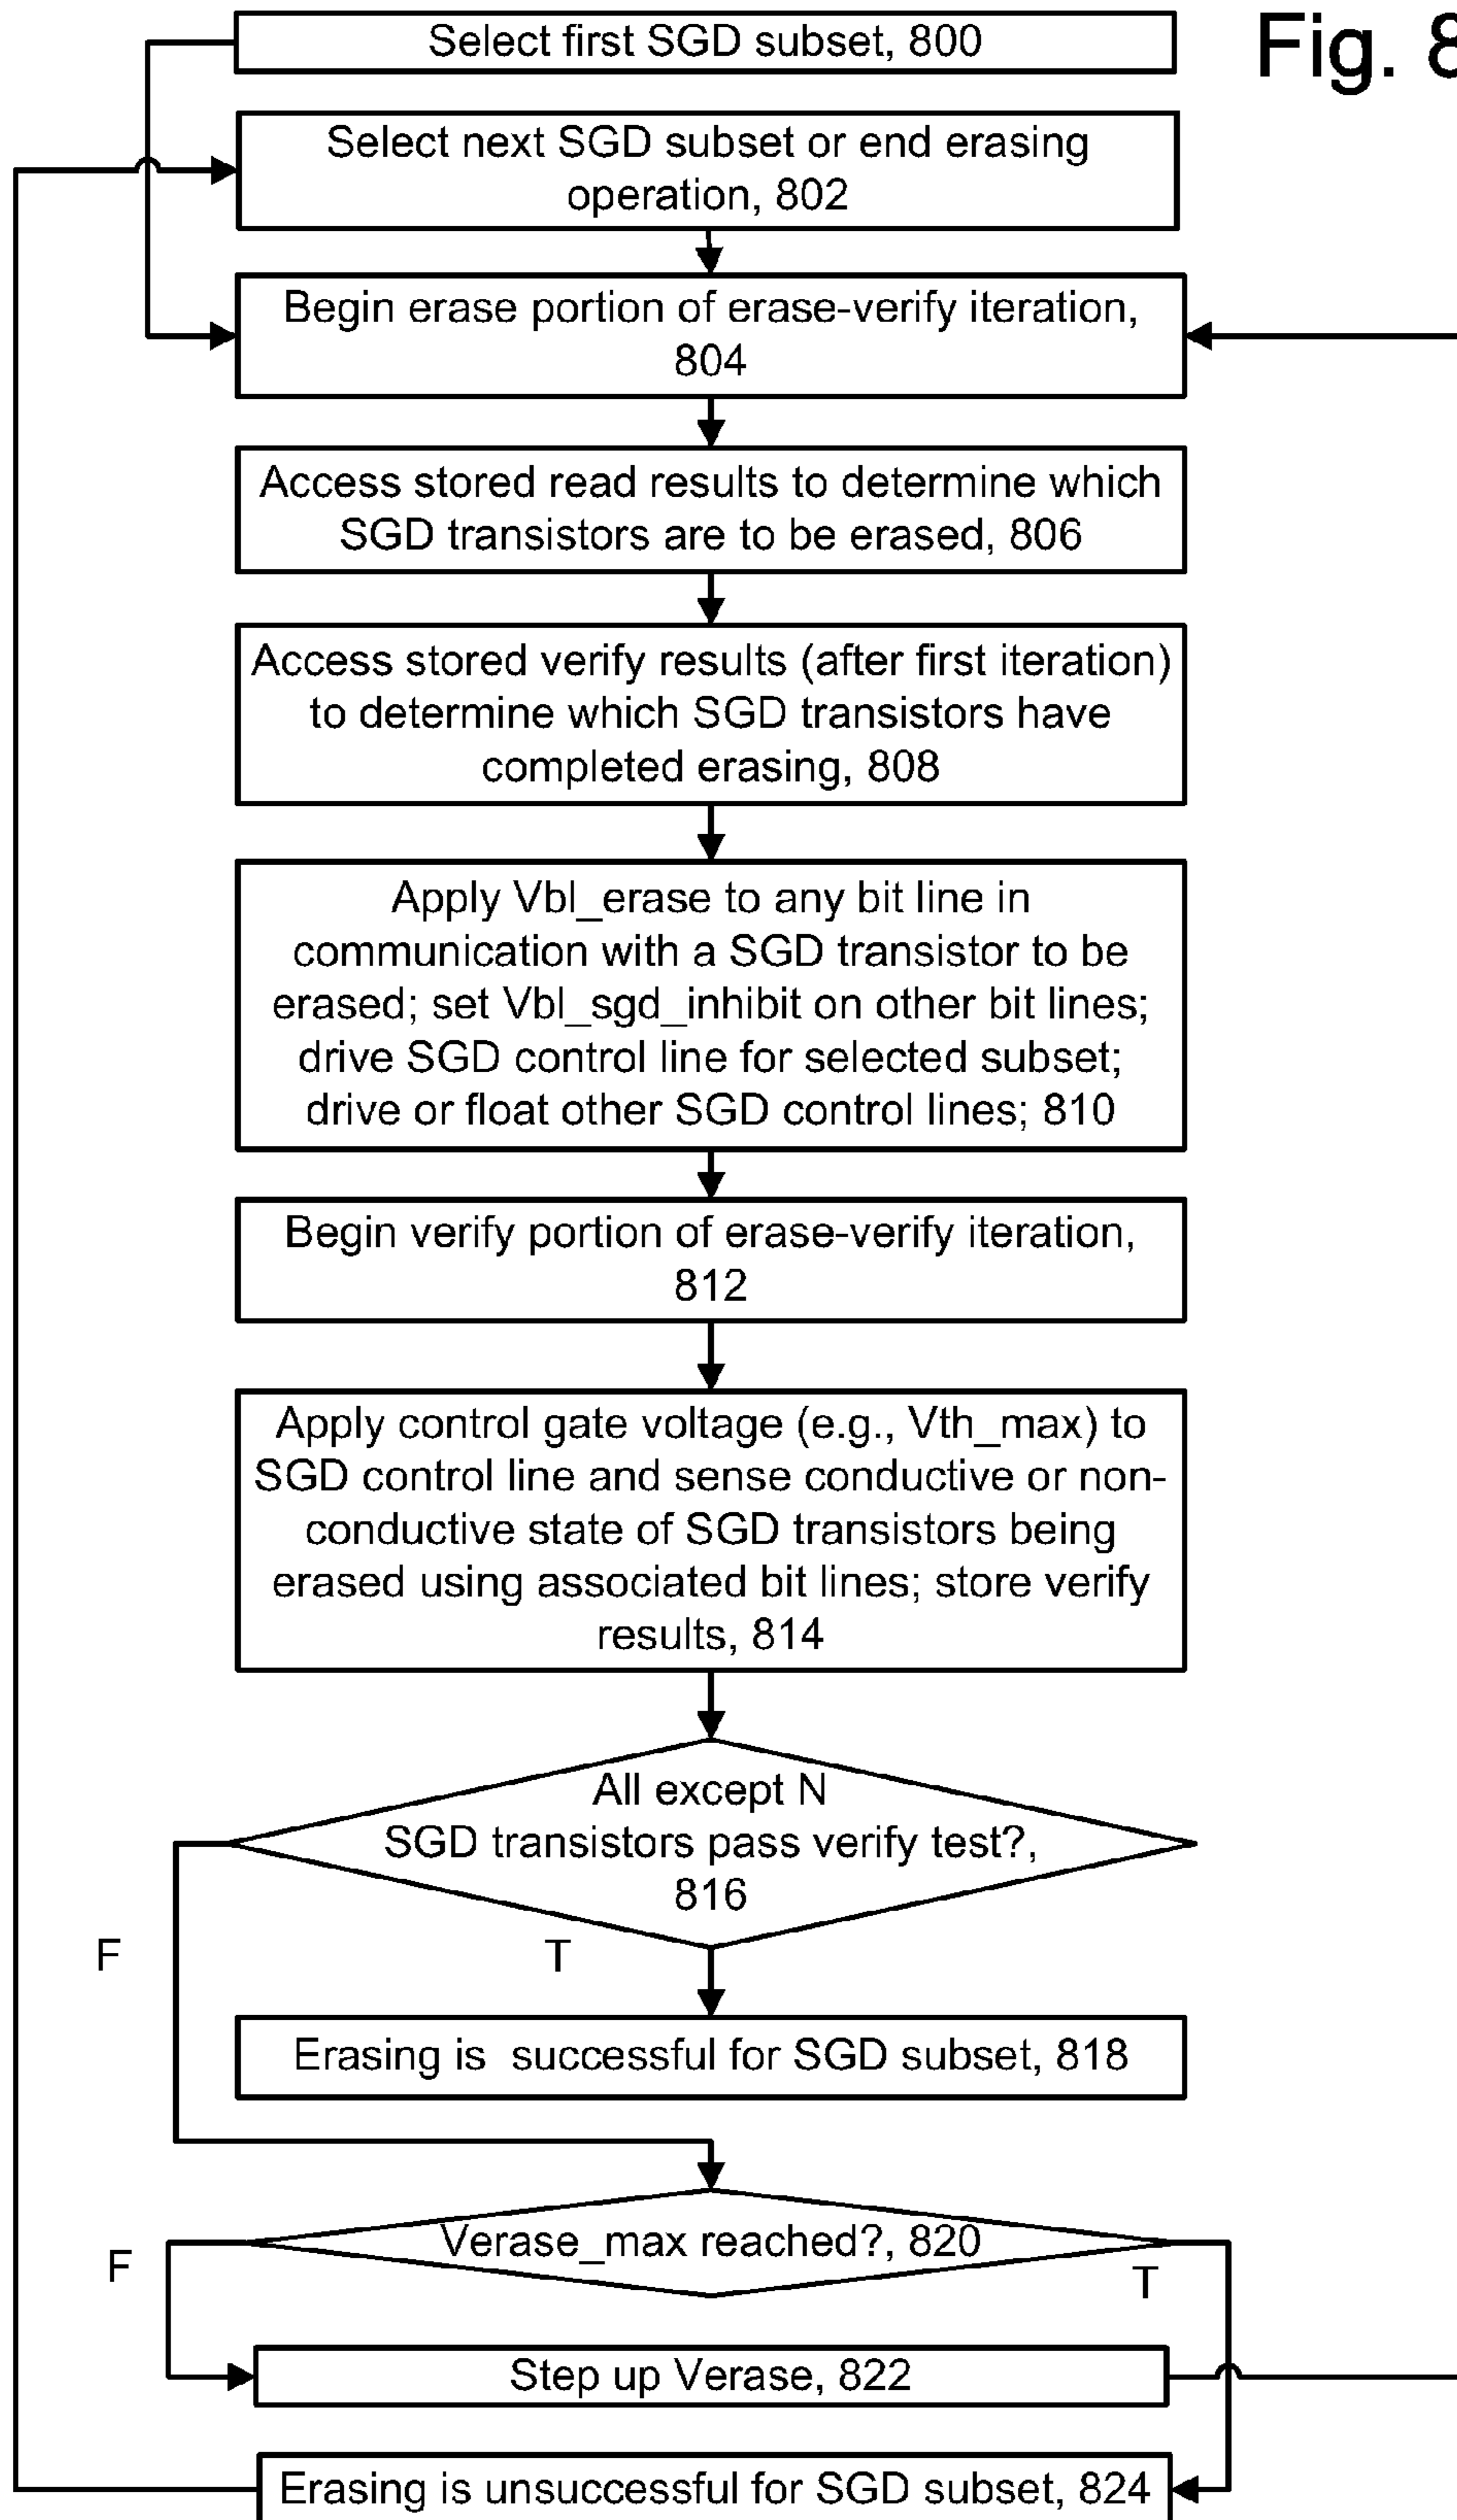 Select first SGD subset, 800
Fig. 8
Select next SGD subset or end erasing
operation, 802
Begin erase portion of erase-verify iteration,
804
Access stored read results to determine which
SGD transistors are to be erased, 806
Access stored verify results (after first iteration)
to determine which SGD transistors have
completed erasing, 808
Apply Vbl_erase to any bit line in
communication with a SGD transistor to be
erased; set Vbl_sgd_inhibit on other bit lines;
drive SGD control line for selected subset;
drive or float other SGD control lines; 810
Begin verify portion of erase-verify iteration,
812
Apply control gate voltage (e.g., Vth_max) to
SGD control line and sense conductive or non-
conductive state of SGD transistors being
erased using associated bit lines; store verify
results, 814
All except N
SGD transistors pass verify test?,
816
F
T
Erasing is successful for SGD subset, 818
Verase_max reached?, 820
F
T
Step up Verase, 822
Erasing is unsuccessful for SGD subset, 824